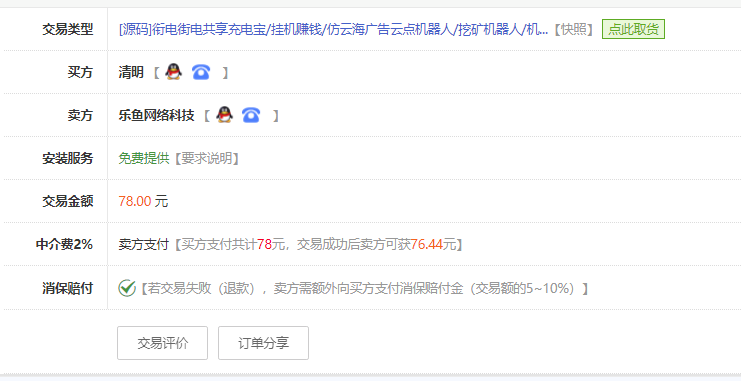 交易类型 [源码]衔电街电共享充电宝/挂机赚钱/仿云海广告云点机器人/挖矿机器人/机...【快照】 点此取货
买方 清明 【 】
卖方 乐鱼网络科技 【 】
安装服务 免费提供【要求说明】
交易金额 78.00 元
中介费2% 卖方支付【买方支付共计78元，交易成功后卖方可获76.44元】
消保赔付 【若交易失败（退款），卖方需额外向买方支付消保赔付金（交易额的5~10%）】
交易评价 订单分享